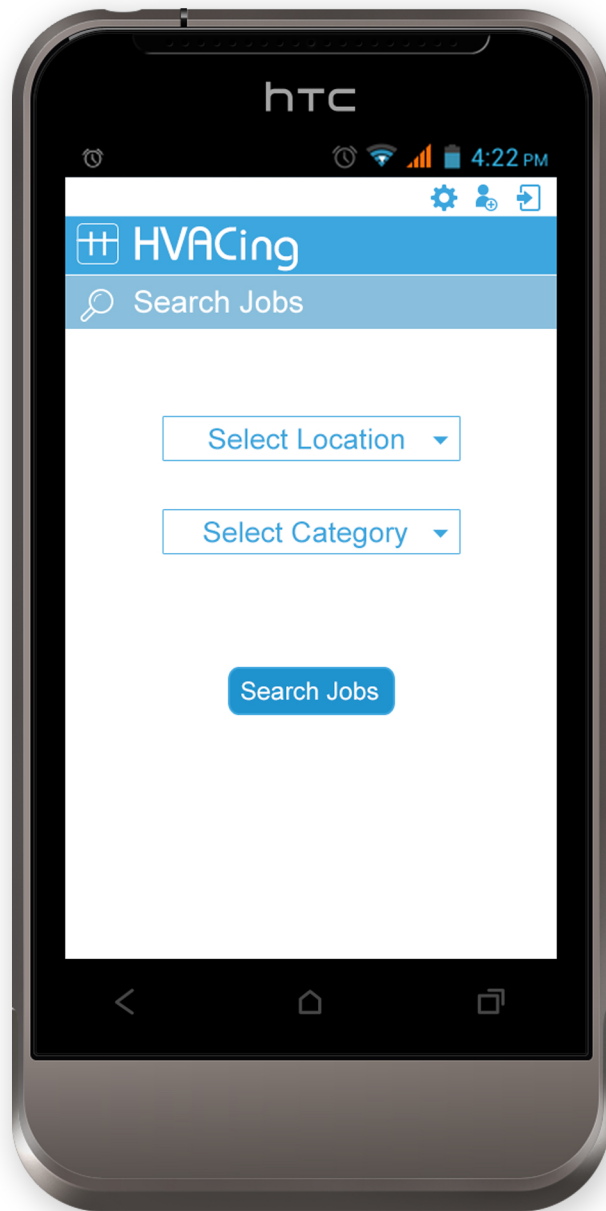 hTC
4:22 PM
HVACing
Search Jobs
Select Location
Select Category
Search Jobs